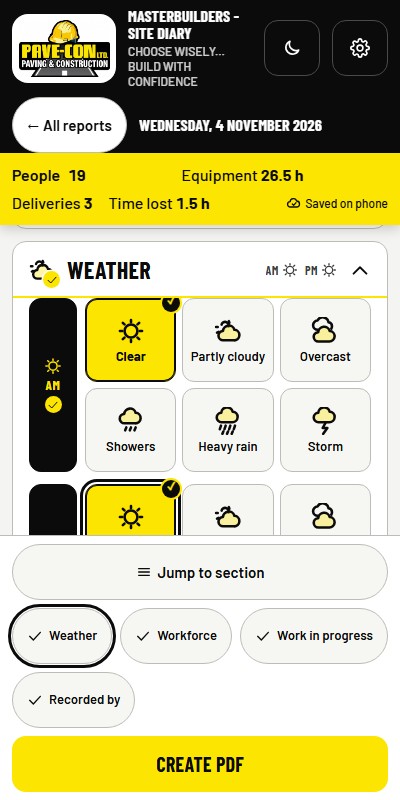 PAVE-CON LTD.
PAVING & CONSTRUCTION
MASTERBUILDERS - SITE DIARY
CHOOSE WISELY... BUILD WITH CONFIDENCE
← All reports
WEDNESDAY, 4 NOVEMBER 2026
People 19
Equipment 26.5 h
Deliveries 3
Time lost 1.5 h
Saved on phone
WEATHER
AM
PM
AM
Clear
Partly cloudy
Overcast
Showers
Heavy rain
Storm
Jump to section
Weather
Workforce
Work in progress
Recorded by
CREATE PDF